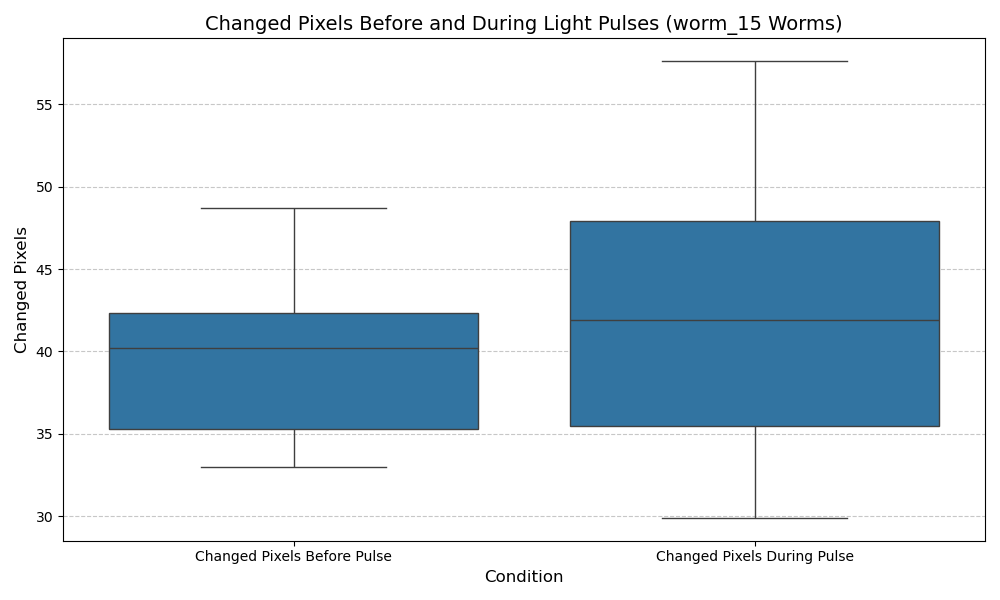 Changed Pixels Before and During Light Pulses (worm_15 Worms)
Changed Pixels
55
50
45
40
35
30
Changed Pixels Before Pulse
Changed Pixels During Pulse
Condition